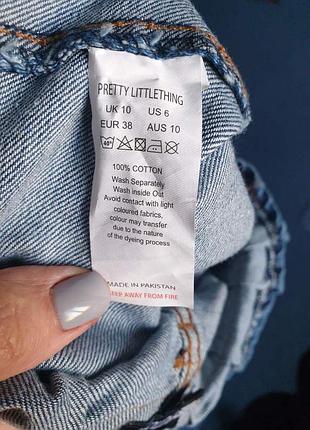 PRETTY LITTLETHING
UK 10 US 6
EUR 38 AUS 10
40°
100% COTTON
Wash Separately
Wash inside Out
Avoid contact with light
coloured fabrics,
colour may transfer
due to the nature
of the dyeing process
MADE IN PAKISTAN
KEEP AWAY FROM FIRE